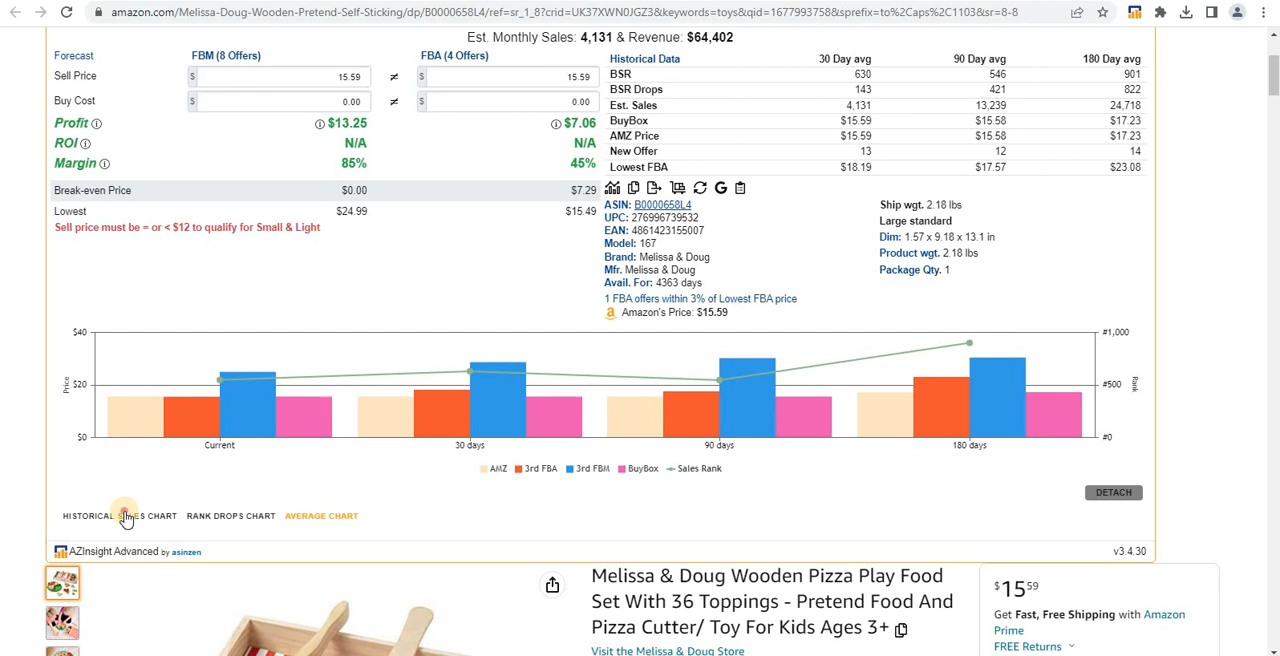 amazon.com/Melissa-Doug-Wooden-Pretend-Self-Sticking/dp/B0000658L4/ref=sr_1_8?crid=UK37XWN0JGZ3&keywords=toys&qid=1677993758&sprefix=to%2Caps%2C1103&sr=8-8
Est. Monthly Sales: 4,131 & Revenue: $64,402
Forecast FBM (8 Offers) FBA (4 Offers)
Sell Price $ 15.59 ≠ $ 15.59
Buy Cost $ 0.00 ≠ $ 0.00
Profit $13.25 $7.06
ROI N/A N/A
Margin 85% 45%
Break-even Price $0.00 $7.29
Lowest $24.99 $15.49
Sell price must be = or < $12 to qualify for Small & Light
Historical Data 30 Day avg 90 Day avg 180 Day avg
BSR 630 546 901
BSR Drops 143 421 822
Est. Sales 4,131 13,239 24,718
BuyBox $15.59 $15.58 $17.23
AMZ Price $15.59 $15.58 $17.23
New Offer 13 12 14
Lowest FBA $18.19 $17.57 $23.08
ASIN: B0000658L4
UPC: 276996739532
EAN: 4861423155007
Model: 167
Brand: Melissa & Doug
Mfr. Melissa & Doug
Avail. For: 4363 days
1 FBA offers within 3% of Lowest FBA price
Amazon's Price: $15.59
Ship wgt. 2.18 lbs
Large standard
Dim: 1.57 x 9.18 x 13.1 in
Product wgt. 2.18 lbs
Package Qty. 1
$40 #1,000
Price $20 #500 Rank
$0 #0
Current 30 days 90 days 180 days
AMZ 3rd FBA 3rd FBM BuyBox Sales Rank
DETACH
HISTORICAL SALES CHART RANK DROPS CHART AVERAGE CHART
AZInsight Advanced by asinzen v3.4.30
Melissa & Doug Wooden Pizza Play Food
Set With 36 Toppings - Pretend Food And
Pizza Cutter/ Toy For Kids Ages 3+
Visit the Melissa & Doug Store
$15 59
Get Fast, Free Shipping with Amazon
Prime
FREE Returns